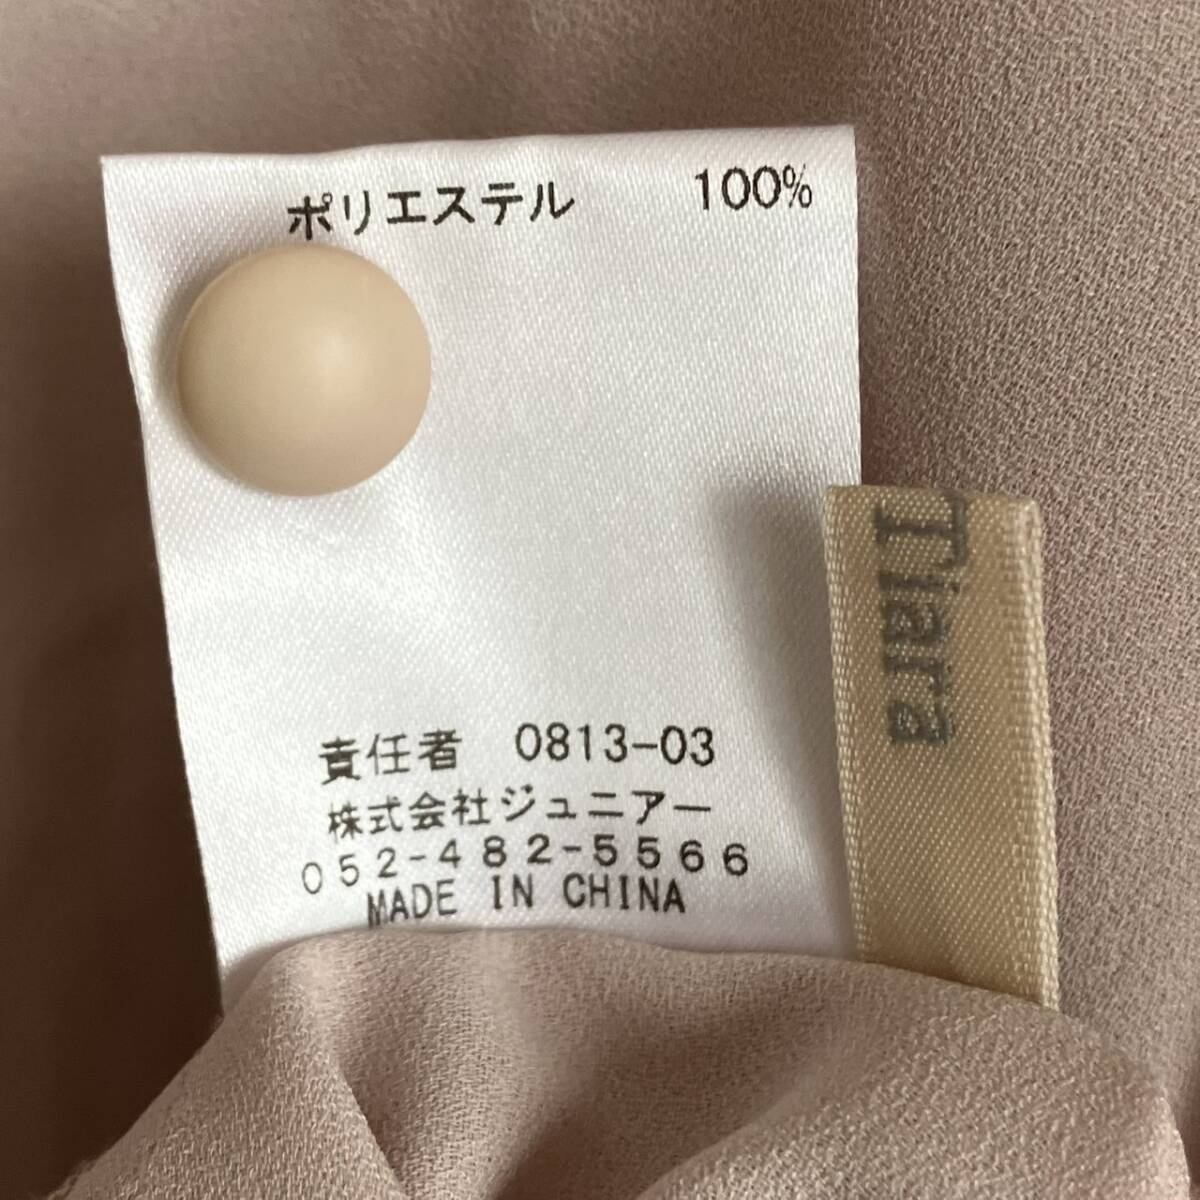 ポリエステル 100%
責任者 0813-03
株式会社ジュニアー
052-482-5566
MADE IN CHINA
Tiara